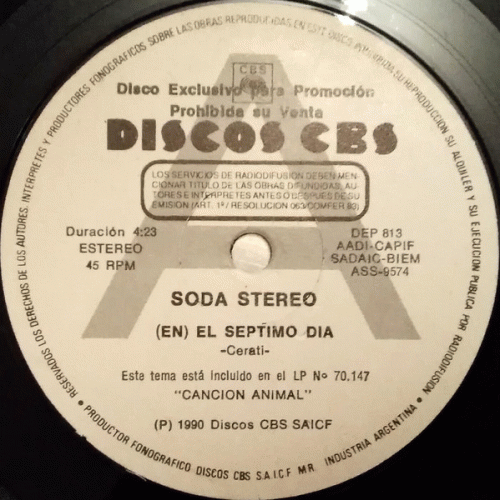 RESERVADOS LOS DERECHOS DE LOS AUTORES, INTERPRETES Y PRODUCTORES FONOGRAFICOS SOBRE LAS OBRAS REPRODUCIDAS EN ESTE DISCO. PROHIBIDA SU REPRODUCCION, SU ALQUILER Y SU EJECUCION PUBLICA POR RADIODIFUSION
CBS
Disco Exclusivo para Promoción
Prohibida su Venta
DISCOS CBS
A
LOS SERVICIOS DE RADIODIFUSION DEBEN MEN-
CIONAR TITULO DE LAS OBRAS DIFUNDIDAS, AU-
TORES E INTERPRETES ANTES O DESPUES DE SU
EMISION (ART. 1º/ RESOLUCION 063/COMFER 83)
Duración 4:23
ESTEREO
45 RPM
DEP 813
AADI-CAPIF
SADAIC-BIEM
ASS-9574
SODA STEREO
(EN) EL SEPTIMO DIA
-Cerati-
Este tema está incluído en el LP Nº 70.147
"CANCION ANIMAL"
(P) 1990 Discos CBS SAICF
• PRODUCTOR FONOGRAFICO DISCOS CBS S.A.I.C.F. MR. INDUSTRIA ARGENTINA •